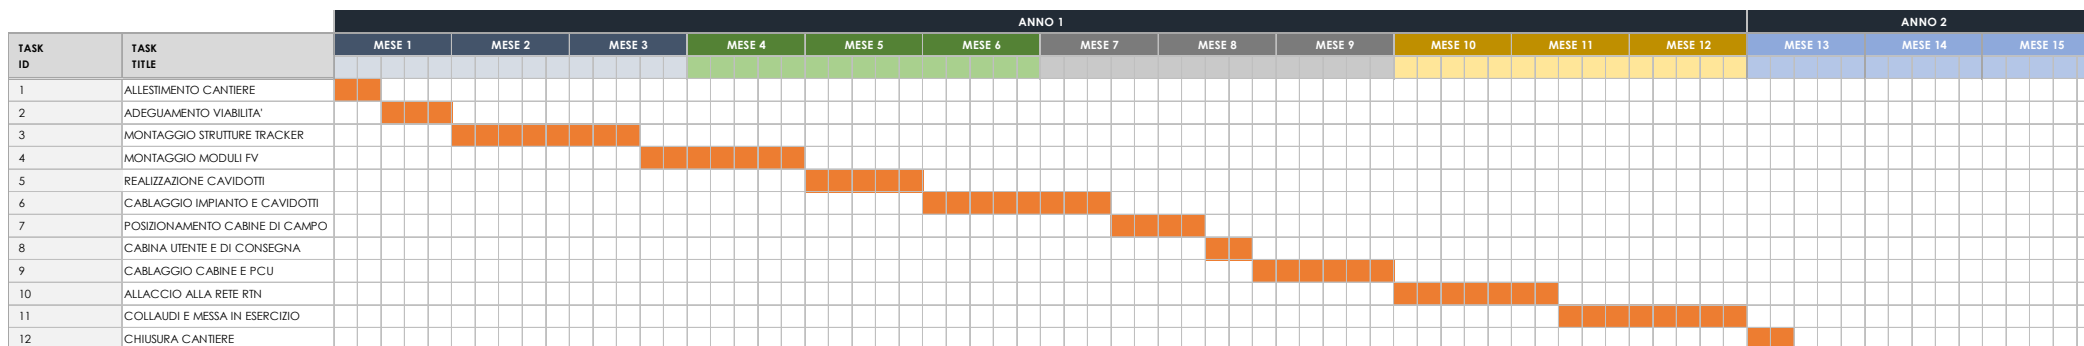 ANNO 1 ANNO 2
TASK ID TASK TITLE MESE 1 MESE 2 MESE 3 MESE 4 MESE 5 MESE 6 MESE 7 MESE 8 MESE 9 MESE 10 MESE 11 MESE 12 MESE 13 MESE 14 MESE 15
1 ALLESTIMENTO CANTIERE
2 ADEGUAMENTO VIABILITA'
3 MONTAGGIO STRUTTURE TRACKER
4 MONTAGGIO MODULI FV
5 REALIZZAZIONE CAVIDOTTI
6 CABLAGGIO IMPIANTO E CAVIDOTTI
7 POSIZIONAMENTO CABINE DI CAMPO
8 CABINA UTENTE E DI CONSEGNA
9 CABLAGGIO CABINE E PCU
10 ALLACCIO ALLA RETE RTN
11 COLLAUDI E MESSA IN ESERCIZIO
12 CHIUSURA CANTIERE